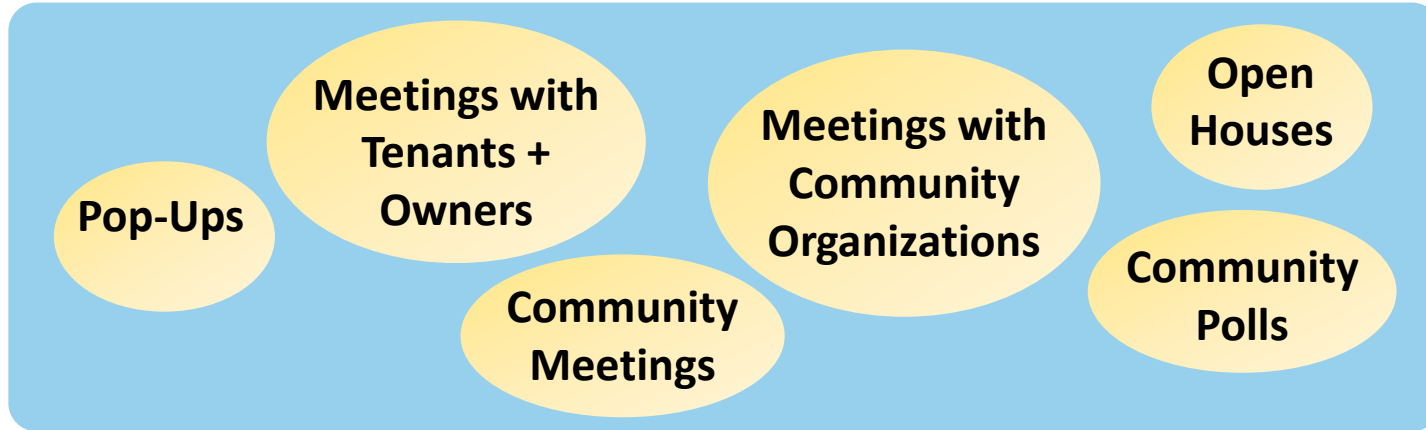 Pop-Ups
Meetings with
Tenants +
Owners
Community
Meetings
Meetings with
Community
Organizations
Open
Houses
Community
Polls